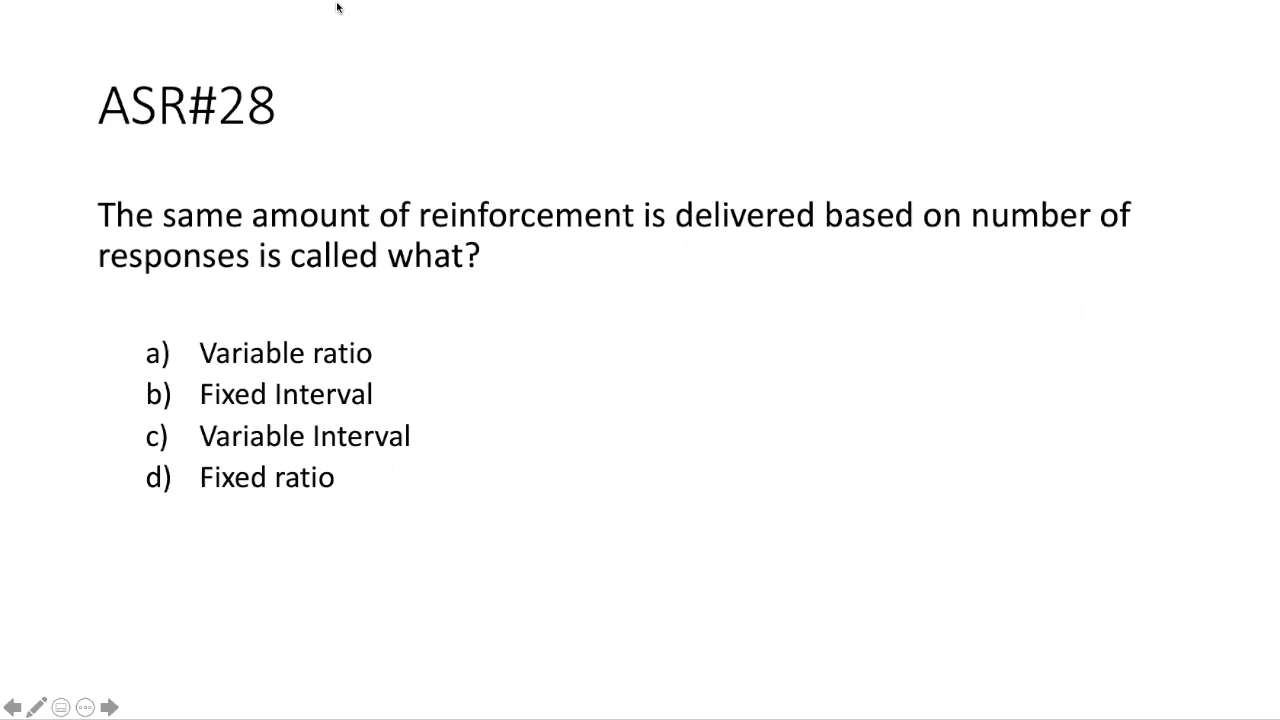 ASR#28
The same amount of reinforcement is delivered based on number of
responses is called what?
a) Variable ratio
b) Fixed Interval
c) Variable Interval
d) Fixed ratio